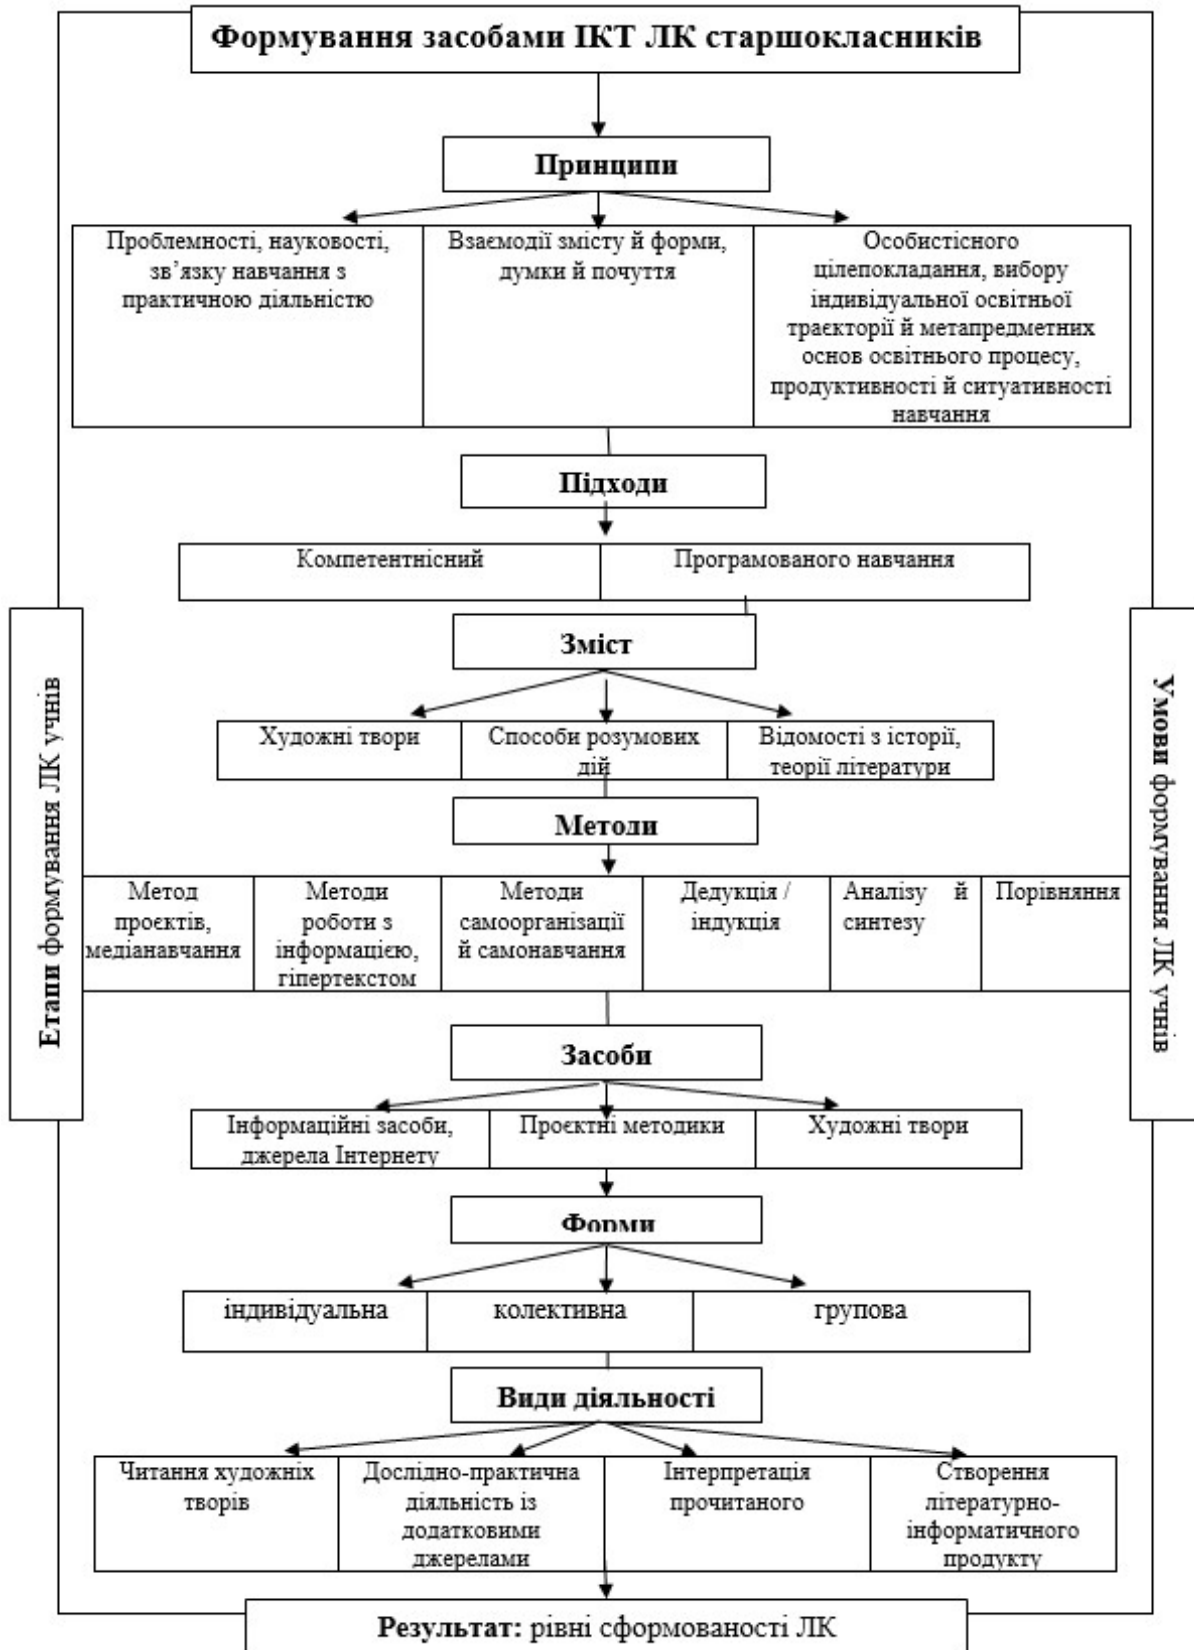 Формування засобами ІКТ ЛК старшокласників
Принципи
Проблемності, науковості,
зв’язку навчання з
практичною діяльністю
Взаємодії змісту й форми,
думки й почуття
Особистісного
цілепокладання, вибору
індивідуальної освітньої
траєкторії й метапредметних
основ освітнього процесу,
продуктивності й ситуативності
навчання
Підходи
Компетентнісний
Програмованого навчання
Зміст
Художні твори
Способи розумових
дій
Відомості з історії,
теорії літератури
Методи
Метод
проєктів,
медіанавчання
Методи
роботи з
інформацією,
гіпертекстом
Методи
самоорганізації
й самонавчання
Дедукція /
індукція
Аналізу й
синтезу
Порівняння
Засоби
Інформаційні засоби,
джерела Інтернету
Проєктні методики
Художні твори
Форми
індивідуальна
колективна
групова
Види діяльності
Читання художніх
творів
Дослідно-практична
діяльність із
додатковими
джерелами
Інтерпретація
прочитаного
Створення
літературно-
інформатичного
продукту
Результат: рівні сформованості ЛК
Етапи формування ЛК учнів
Умови формування ЛК учнів